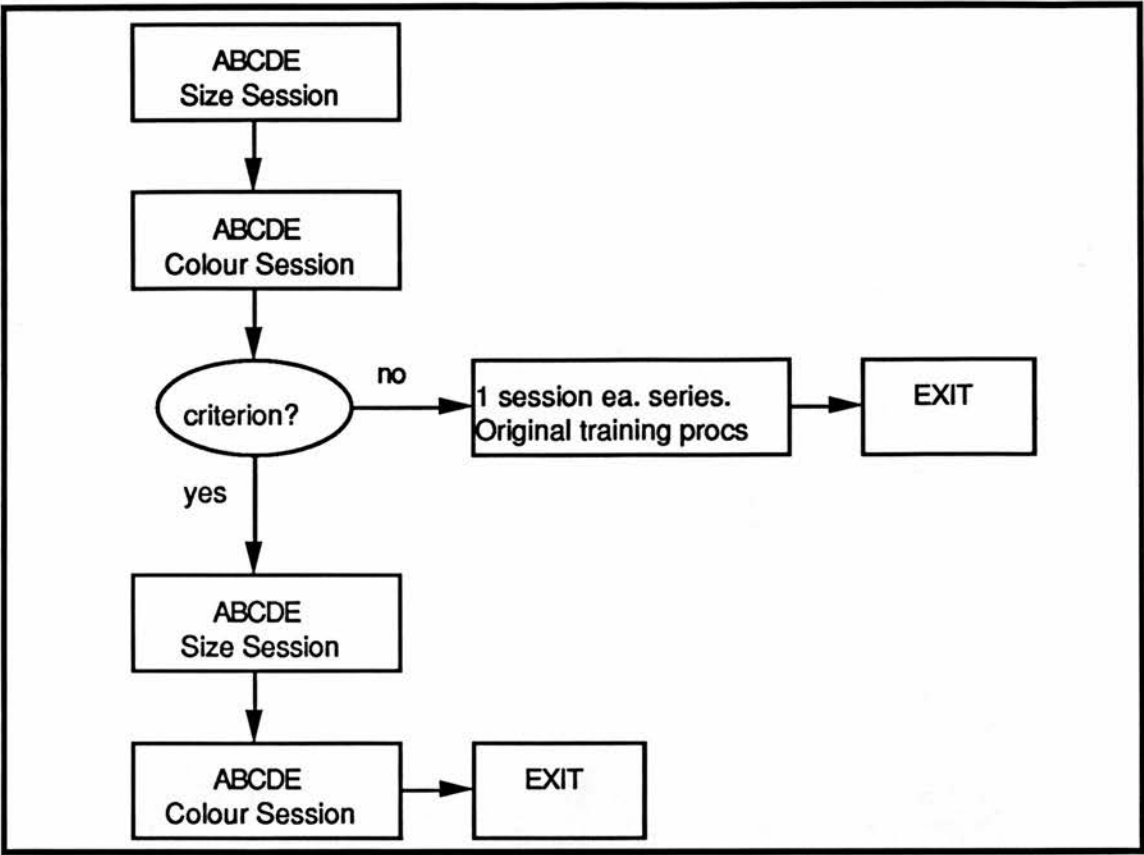 ABCDE
Size Session
ABCDE
Colour Session
criterion?
no
1 session ea. series.
Original training procs
EXIT
yes
ABCDE
Size Session
ABCDE
Colour Session
EXIT